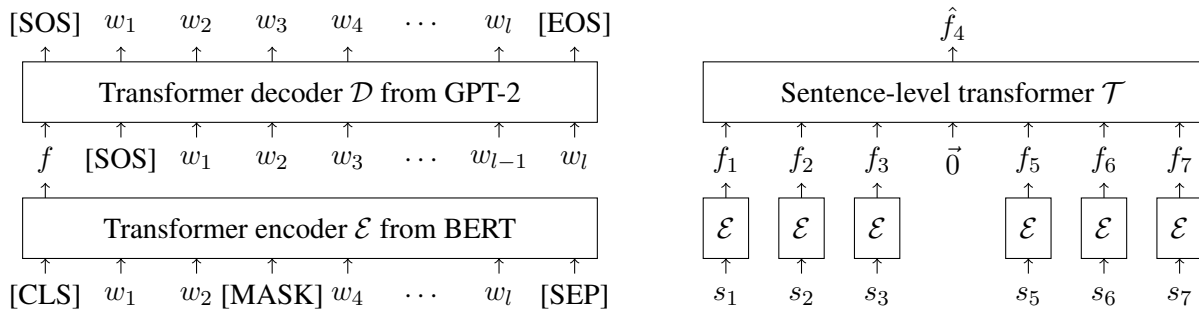 [SOS] w₁ w₂ w₃ w₄ ⋯ wₗ [EOS]
Transformer decoder 𝒟 from GPT-2
f [SOS] w₁ w₂ w₃ ⋯ wₗ₋₁ wₗ
Transformer encoder ℰ from BERT
[CLS] w₁ w₂ [MASK] w₄ ⋯ wₗ [SEP]
f̂₄
Sentence-level transformer 𝒯
f₁ f₂ f₃ 0⃗ f₅ f₆ f₇
ℰ ℰ ℰ ℰ ℰ ℰ
s₁ s₂ s₃ s₅ s₆ s₇